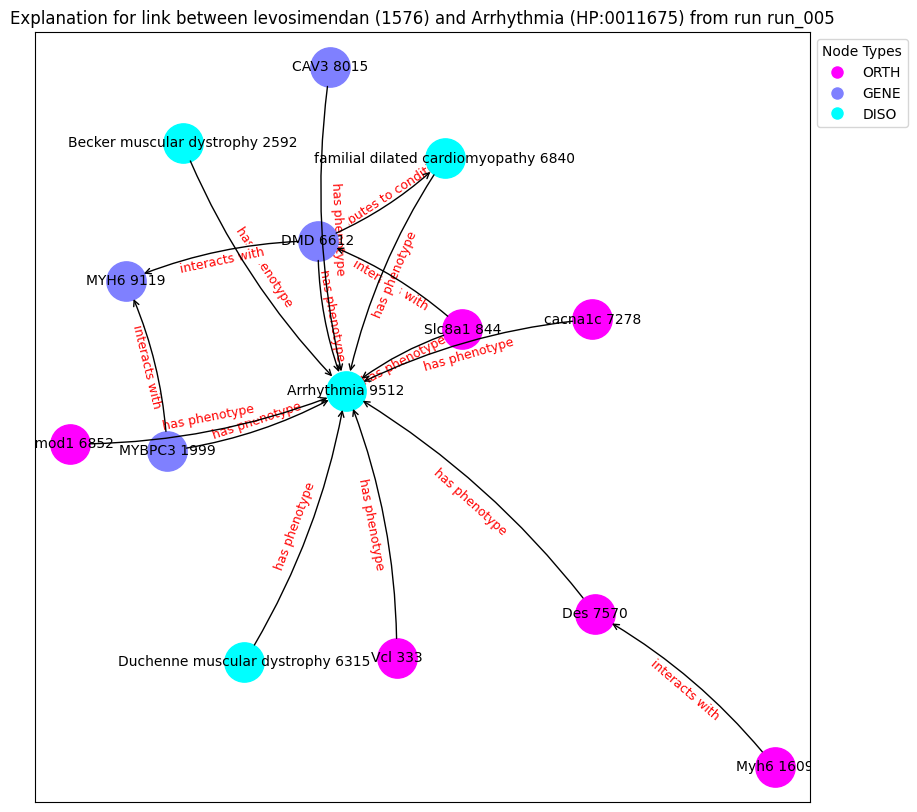 Explanation for link between levosimendan (1576) and Arrhythmia (HP:0011675) from run run_005
Node Types
ORTH
GENE
DISO
CAV3 8015
Becker muscular dystrophy 2592
familial dilated cardiomyopathy 6840
putes to condit
has phenotype
DMD 6612
has enotype
interacts with
has phenotype
inter with
MYH6 9119
has phenotype
Slc8a1 844
cacna1c 7278
has phenotype
has phenotype
has phenotype
interacts with
Arrhythmia 9512
has phenotype
has phenotype
mod1 6852
MYBPC3 1999
has phenotype
has phenotype
has phenotype
Des 7570
Duchenne muscular dystrophy 6315
Vcl 333
interacts with
Myh6 1609